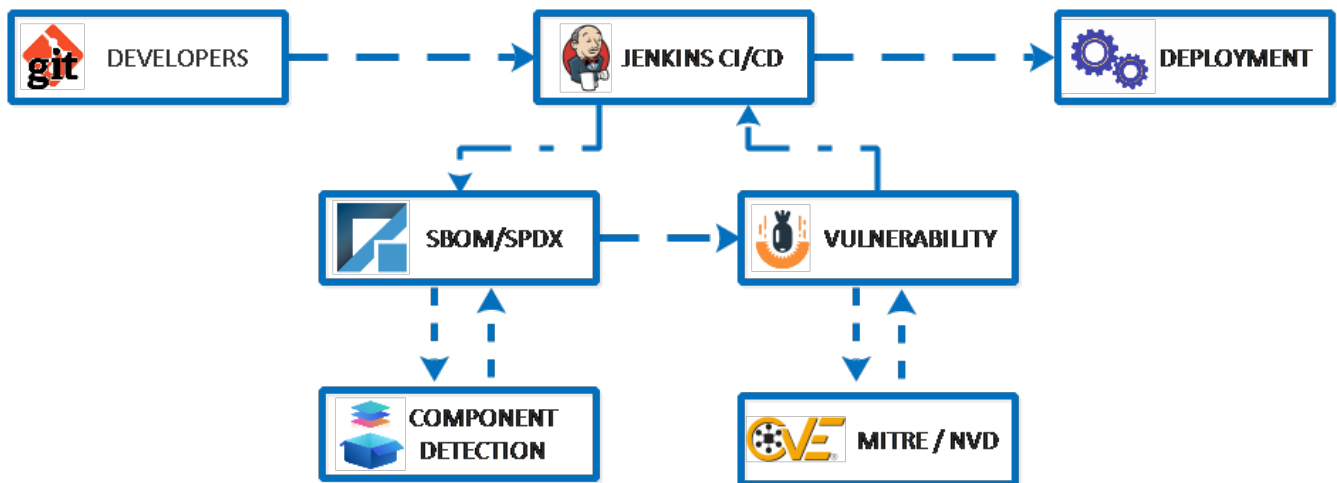 git DEVELOPERS
JENKINS CI/CD
DEPLOYMENT
SBOM/SPDX
VULNERABILITY
COMPONENT
DETECTION
CVE MITRE / NVD